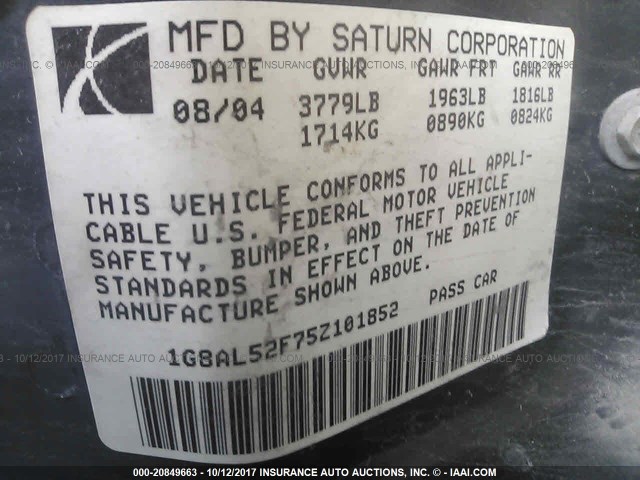 MFD BY SATURN CORPORATION
DATE GVWR GAWR FRT GAWR RR
08/04 3779LB 1963LB 1816LB
1714KG 0890KG 0824KG
THIS VEHICLE CONFORMS TO ALL APPLI-
CABLE U.S. FEDERAL MOTOR VEHICLE
SAFETY, BUMPER, AND THEFT PREVENTION
STANDARDS IN EFFECT ON THE DATE OF
MANUFACTURE SHOWN ABOVE.
PASS CAR
1G8AL52F75Z101852
000-20849663 - 10/12/2017 INSURANCE AUTO AUCTIONS, INC. - IAAI.COM